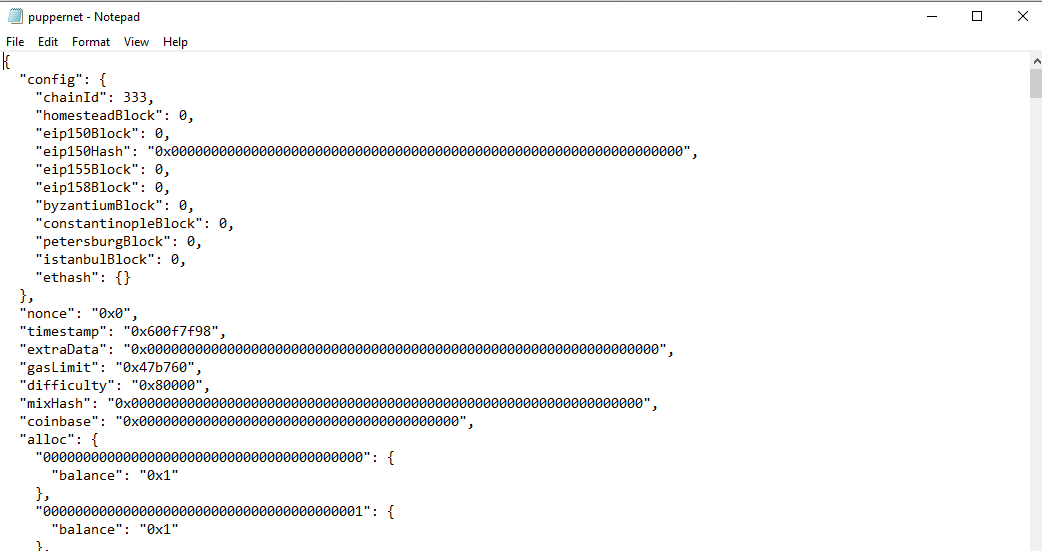 puppernet - Notepad
File Edit Format View Help
{
  "config": {
    "chainId": 333,
    "homesteadBlock": 0,
    "eip150Block": 0,
    "eip150Hash": "0x0000000000000000000000000000000000000000000000000000000000000000",
    "eip155Block": 0,
    "eip158Block": 0,
    "byzantiumBlock": 0,
    "constantinopleBlock": 0,
    "petersburgBlock": 0,
    "istanbulBlock": 0,
    "ethash": {}
  },
  "nonce": "0x0",
  "timestamp": "0x600f7f98",
  "extraData": "0x0000000000000000000000000000000000000000000000000000000000000000",
  "gasLimit": "0x47b760",
  "difficulty": "0x80000",
  "mixHash": "0x0000000000000000000000000000000000000000000000000000000000000000",
  "coinbase": "0x0000000000000000000000000000000000000000",
  "alloc": {
    "0000000000000000000000000000000000000000": {
      "balance": "0x1"
    },
    "0000000000000000000000000000000000000001": {
      "balance": "0x1"
    },